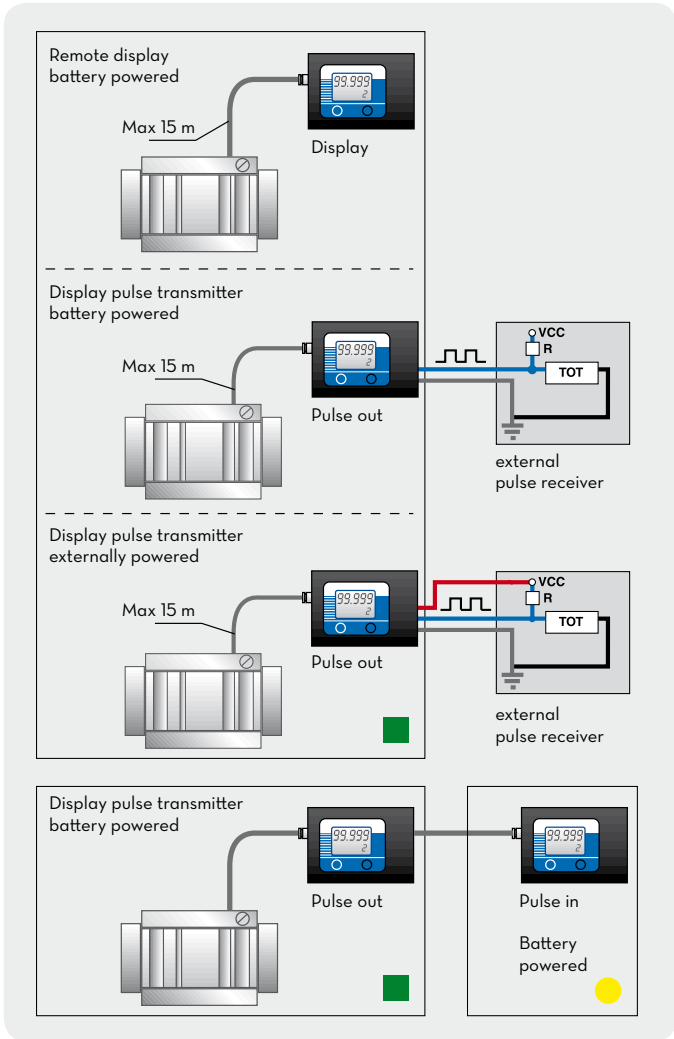 Remote display
battery powered
99.999
2
Max 15 m
Display
Display pulse transmitter
battery powered
99.999
2
Max 15 m
Pulse out
VCC
R
TOT
external
pulse receiver
Display pulse transmitter
externally powered
99.999
2
Max 15 m
Pulse out
VCC
R
TOT
external
pulse receiver
Display pulse transmitter
battery powered
99.999
2
Pulse out
99.999
2
Pulse in
Battery
powered